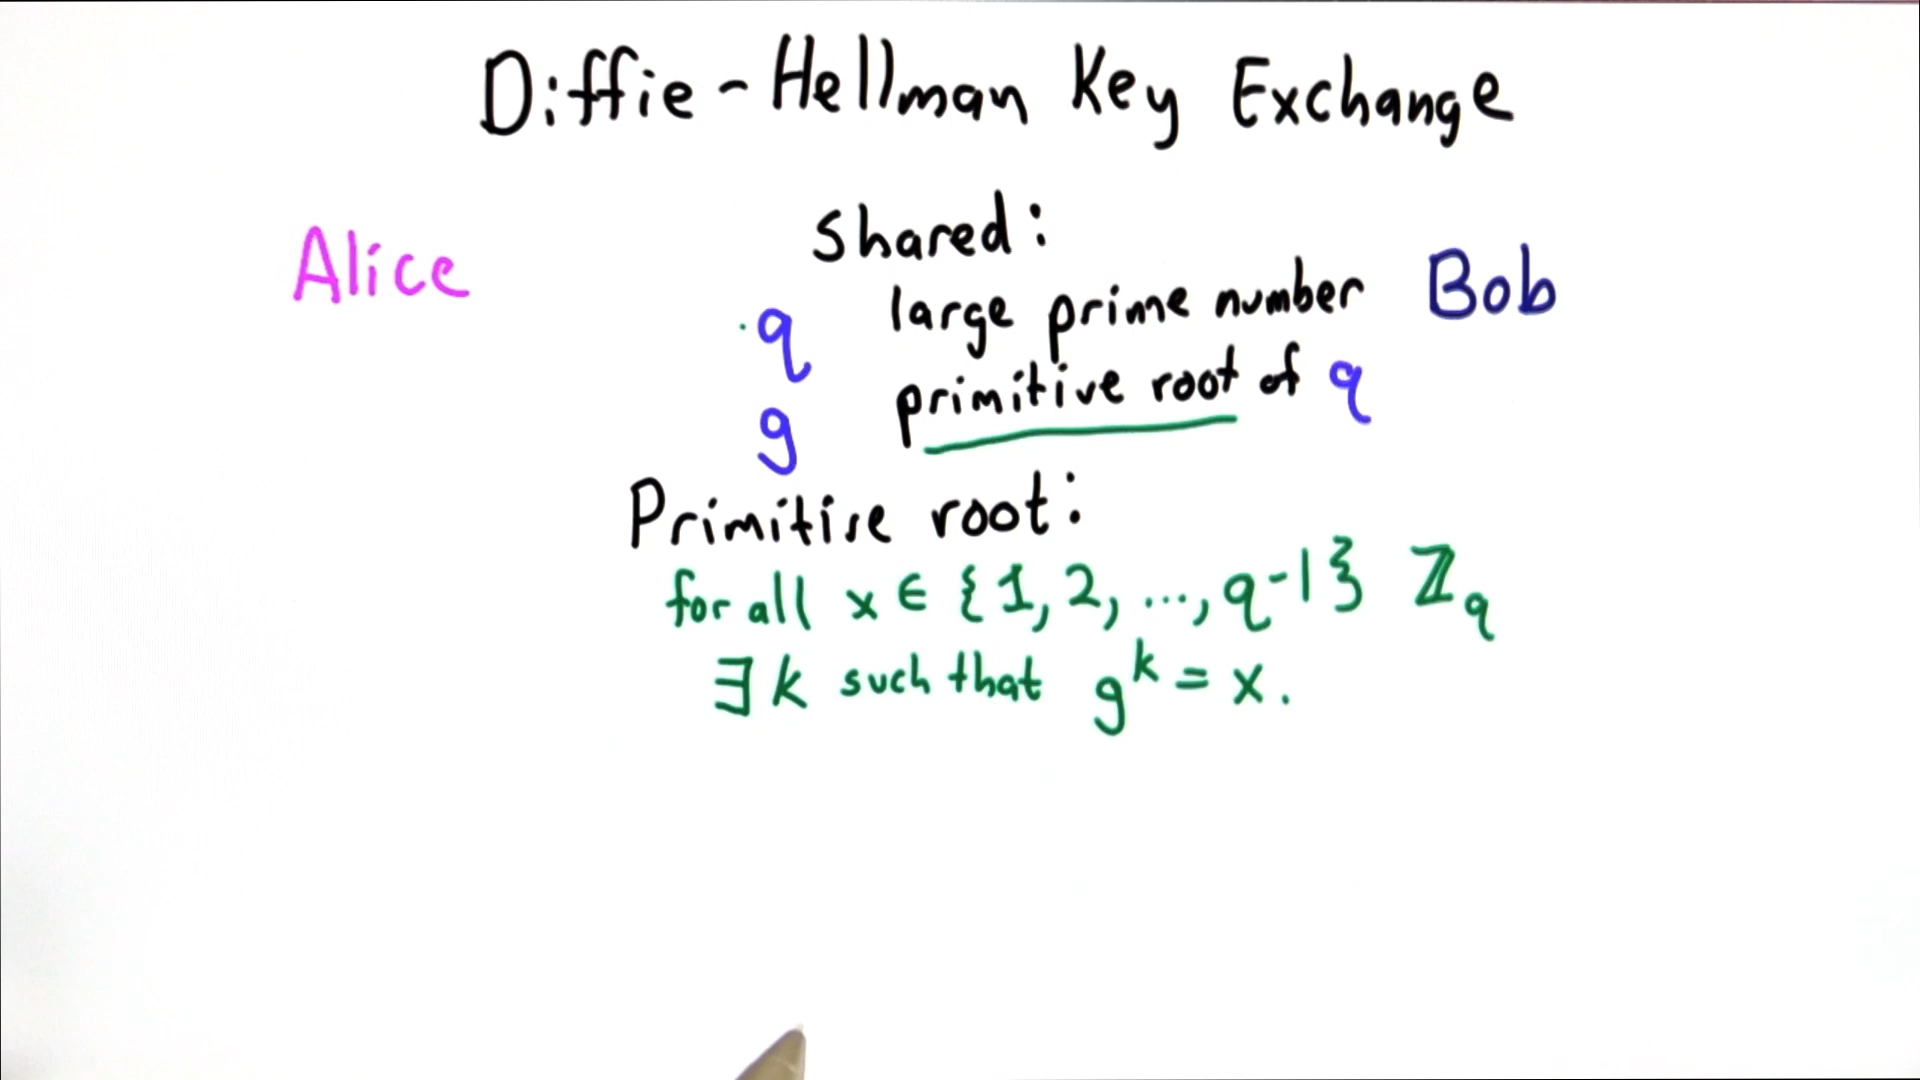 Diffie-Hellman Key Exchange
Alice
shared:
q large prime number
Bob
g primitive root of q
Primitive root:
for all x ∈ {1, 2, ..., q-1} ℤq
∃ k such that g^k = x.